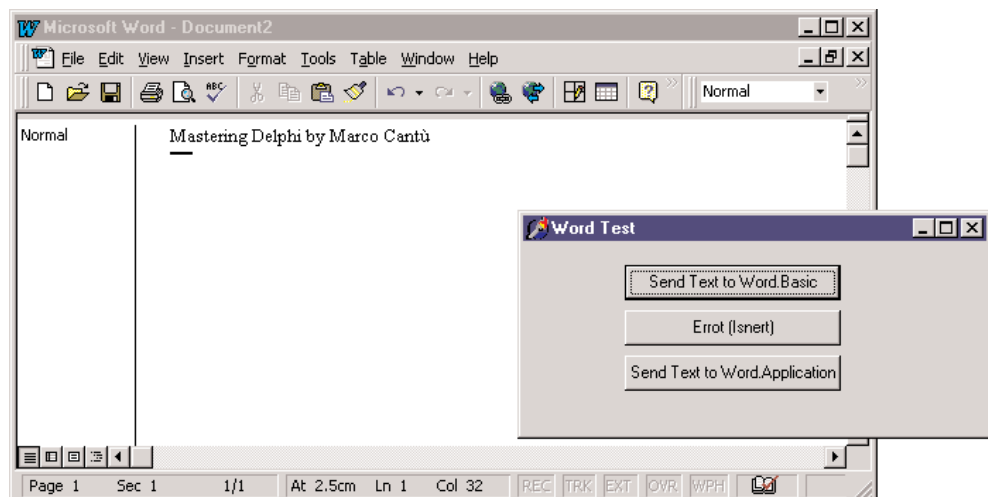 Microsoft Word - Document2
File Edit View Insert Format Tools Table Window Help
ABC Normal
Normal
Mastering Delphi by Marco Cantù
Word Test
Send Text to Word.Basic
Errot (Isnert)
Send Text to Word.Application
Page 1 Sec 1 1/1 At 2.5cm Ln 1 Col 32 REC TRK EXT OVR WPH